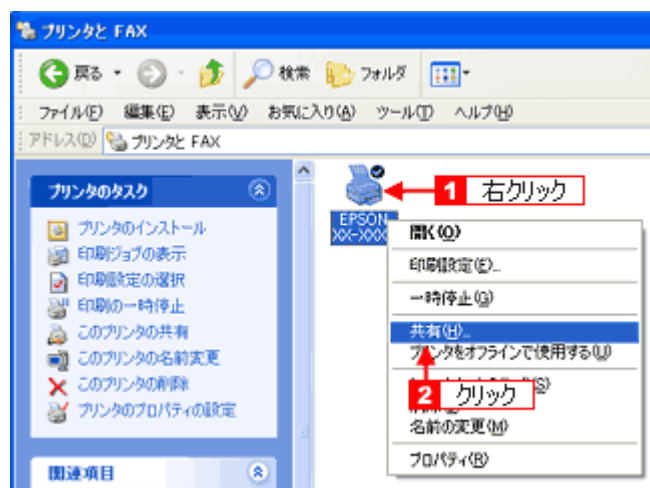 プリンタと FAX
戻る 検索 フォルダ
ファイル(F) 編集(E) 表示(V) お気に入り(A) ツール(T) ヘルプ(H)
アドレス(D) プリンタと FAX
プリンタのタスク
プリンタのインストール
印刷ジョブの表示
印刷設定の選択
印刷の一時停止
このプリンタの共有
このプリンタの名前変更
このプリンタの削除
プリンタのプロパティの設定
関連項目
1 右クリック
EPSON
XX-XXX
開く(O)
印刷設定(E)...
一時停止(G)
共有(H)...
プリンタをオフラインで使用する(U)
(S)
2 クリック
名前の変更(M)
プロパティ(R)